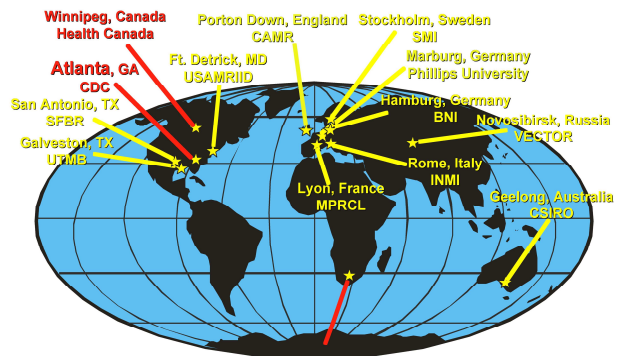 Winnipeg, Canada
Health Canada
Porton Down, England
CAMR
Stockholm, Sweden
SMI
Atlanta, GA
CDC
Ft. Detrick, MD
USAMRIID
Marburg, Germany
Phillips University
San Antonio, TX
SFBR
Hamburg, Germany
BNI
Galveston, TX
UTMB
Novosibirsk, Russia
VECTOR
Rome, Italy
INMI
Lyon, France
MPRCL
Geelong, Australia
CSIRO